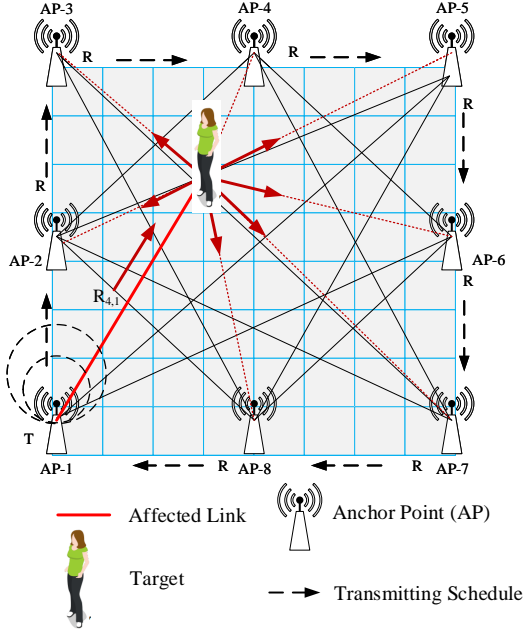 AP-3
AP-4
AP-5
R
R
R
R
AP-2
AP-6
R
R4,1
T
AP-1
R
AP-8
R
AP-7
Affected Link
Anchor Point (AP)
Target
Transmitting Schedule